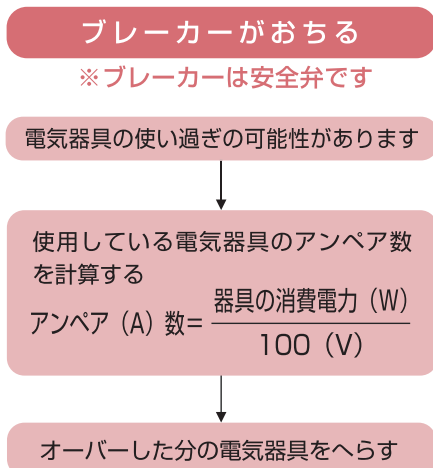 ブレーカーがおちる
※ブレーカーは安全弁です
電気器具の使い過ぎの可能性があります
使用している電気器具のアンペア数
を計算する
アンペア（A）数＝ 器具の消費電力（W）
100（V）
オーバーした分の電気器具をへらす